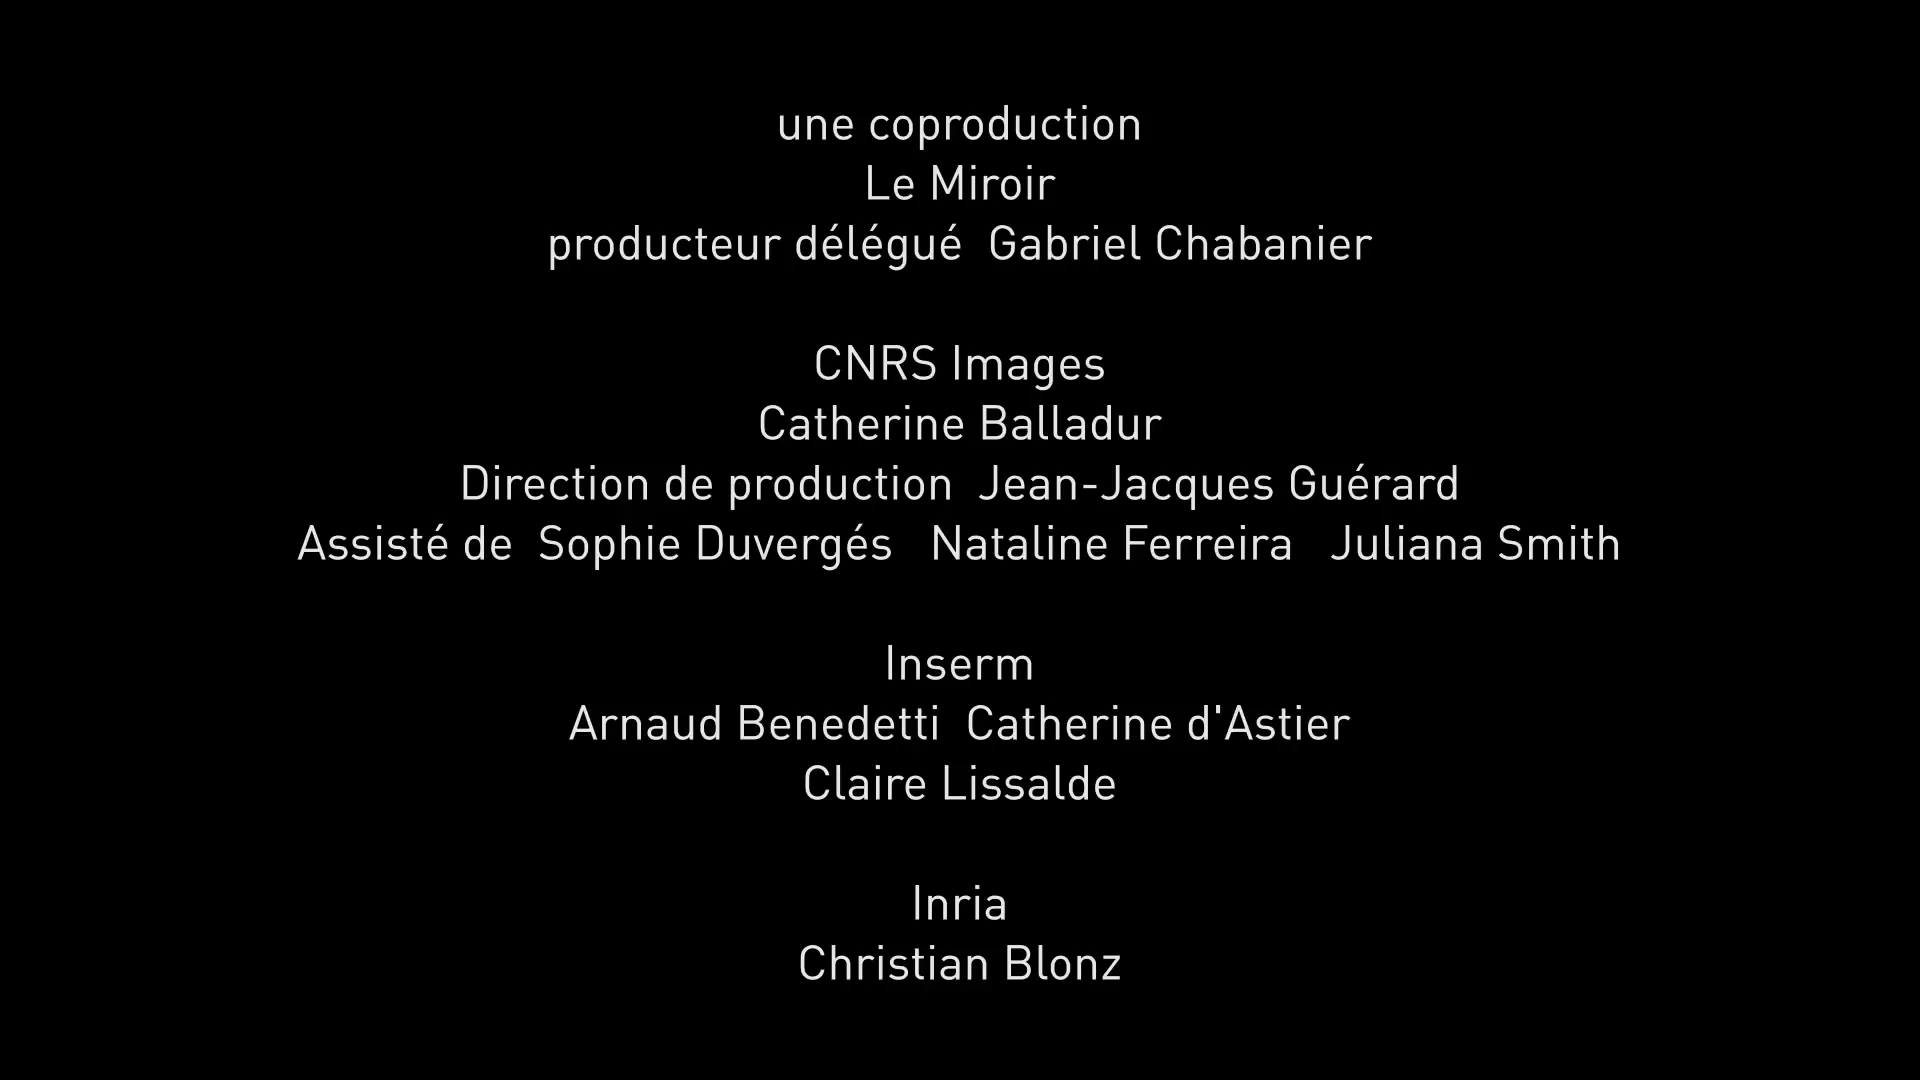 une coproduction
Le Miroir
producteur délégué  Gabriel Chabanier
CNRS Images
Catherine Balladur
Direction de production  Jean-Jacques Guérard
Assisté de  Sophie Duvergés   Nataline Ferreira   Juliana Smith
Inserm
Arnaud Benedetti  Catherine d'Astier
Claire Lissalde
Inria
Christian Blonz